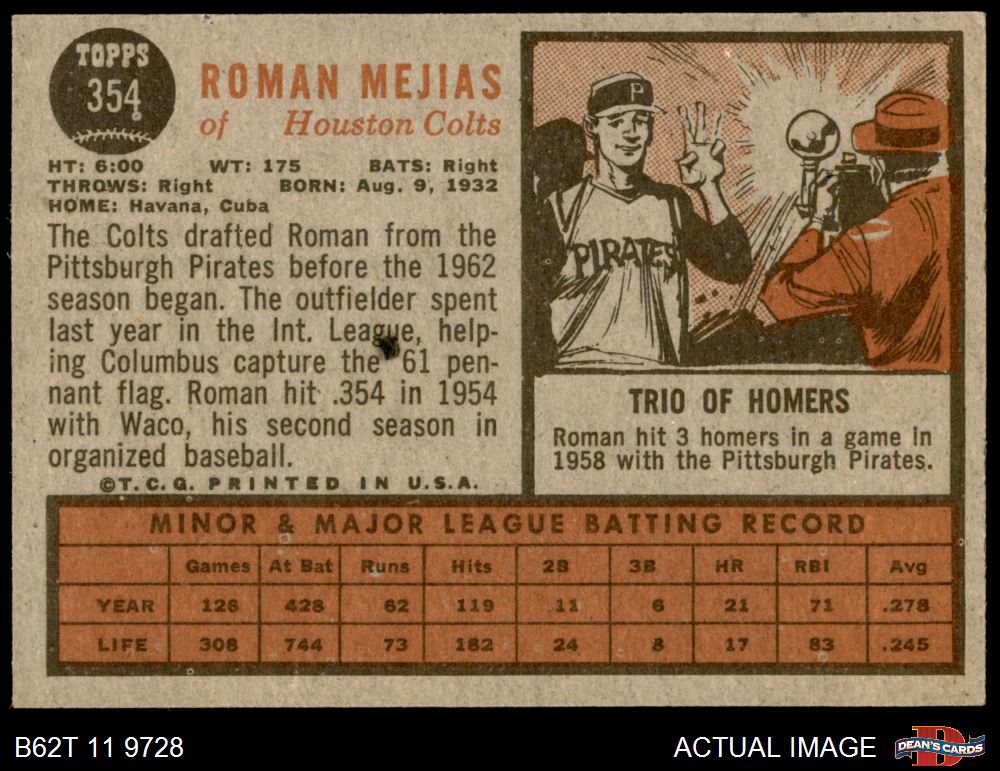 TOPPS
354
ROMAN MEJIAS
of Houston Colts
HT: 6:00 WT: 175 BATS: Right
THROWS: Right BORN: Aug. 9, 1932
HOME: Havana, Cuba
The Colts drafted Roman from the
Pittsburgh Pirates before the 1962
season began. The outfielder spent
last year in the Int. League, help-
ing Columbus capture the '61 pen-
nant flag. Roman hit .354 in 1954
with Waco, his second season in
organized baseball.
©T.C.G. PRINTED IN U.S.A.
P
PIRATES
TRIO OF HOMERS
Roman hit 3 homers in a game in
1958 with the Pittsburgh Pirates.
MINOR & MAJOR LEAGUE BATTING RECORD
Games At Bat Runs Hits 2B 3B HR RBI Avg
YEAR 126 428 62 119 11 6 21 71 .278
LIFE 308 744 73 182 24 8 17 83 .245
B62T 11 9728
ACTUAL IMAGE
D
DEAN'S CARDS